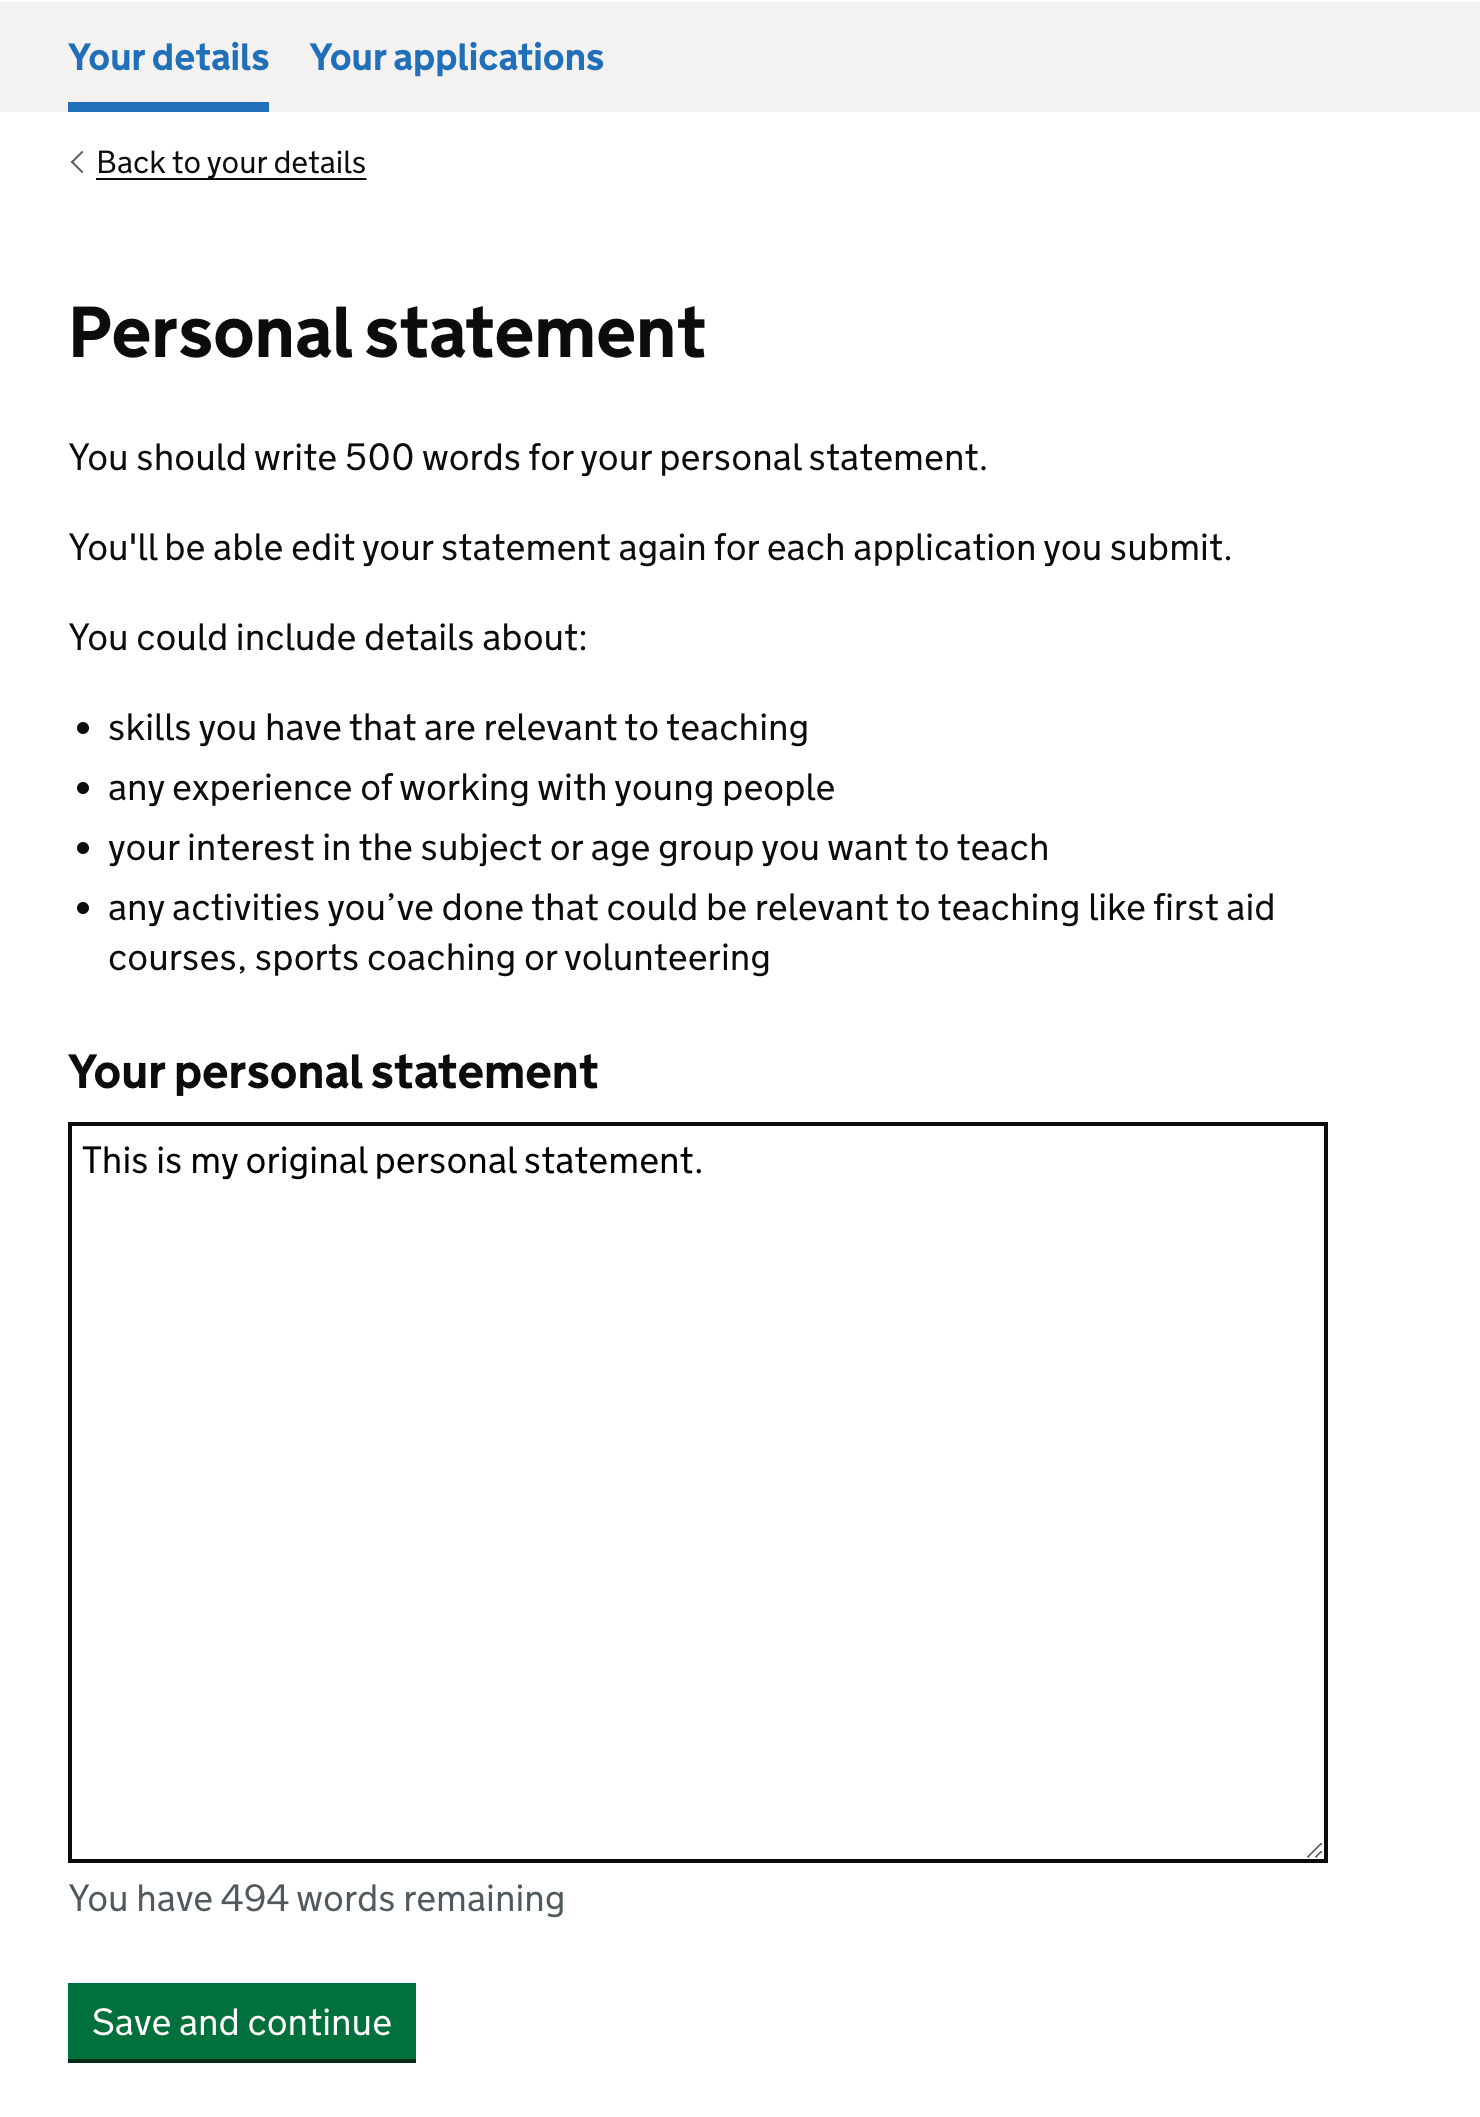 Your details Your applications
Back to your details
Personal statement
You should write 500 words for your personal statement.
You'll be able edit your statement again for each application you submit.
You could include details about:
• skills you have that are relevant to teaching
• any experience of working with young people
• your interest in the subject or age group you want to teach
• any activities you’ve done that could be relevant to teaching like first aid
courses, sports coaching or volunteering
Your personal statement
This is my original personal statement.
You have 494 words remaining
Save and continue